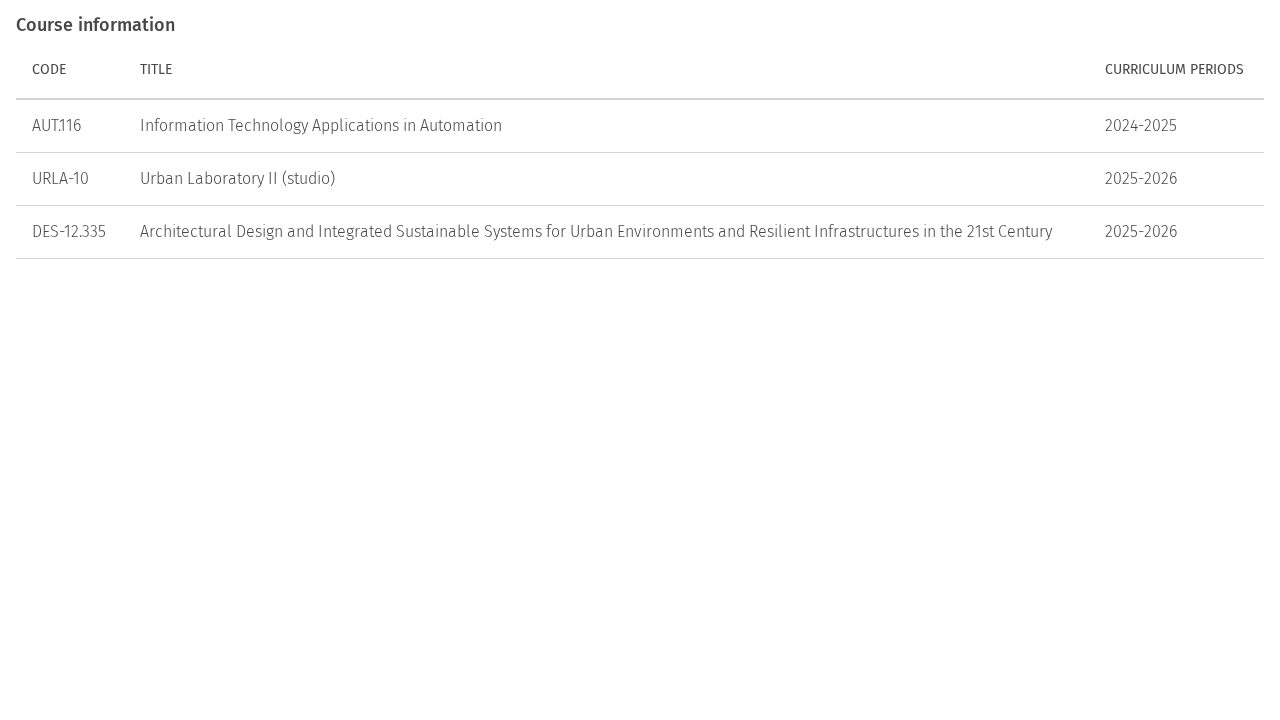 Course information
CODE TITLE CURRICULUM PERIODS
AUT.116 Information Technology Applications in Automation 2024-2025
URLA-10 Urban Laboratory II (studio) 2025-2026
DES-12.335 Architectural Design and Integrated Sustainable Systems for Urban Environments and Resilient Infrastructures in the 21st Century 2025-2026